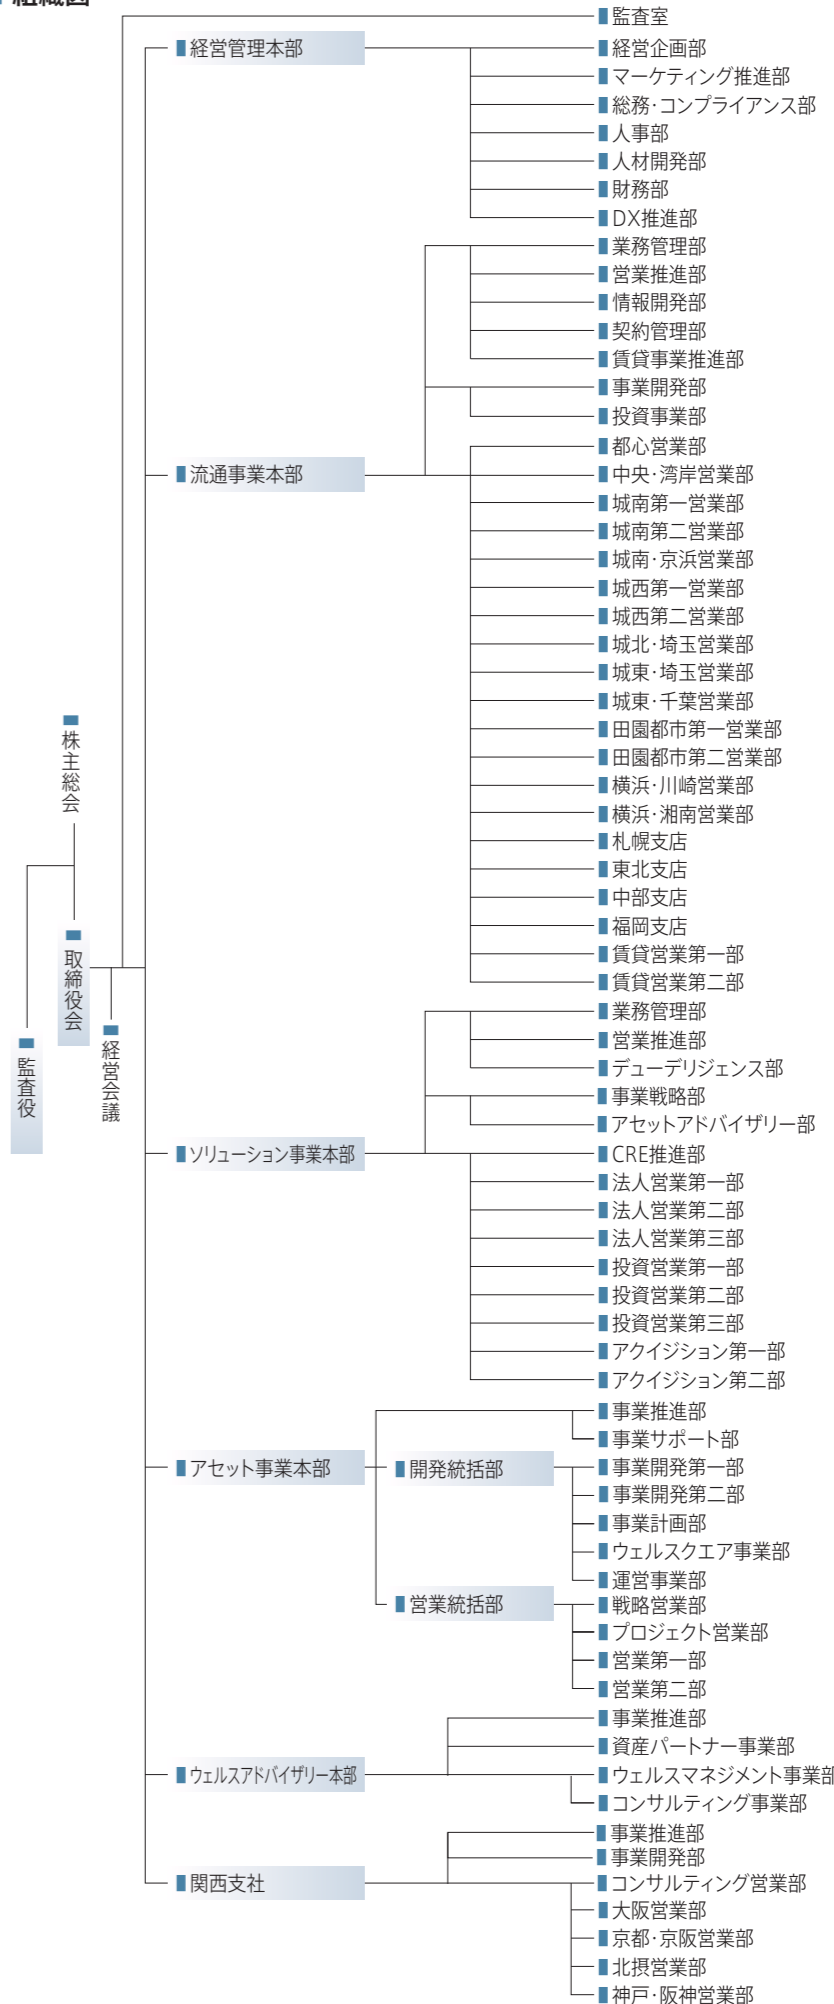 組織図
監査室
経営管理本部
経営企画部
マーケティング推進部
総務・コンプライアンス部
人事部
人材開発部
財務部
DX推進部
業務管理部
営業推進部
情報開発部
契約管理部
賃貸事業推進部
事業開発部
投資事業部
流通事業本部
都心営業部
中央・湾岸営業部
城南第一営業部
城南第二営業部
城南・京浜営業部
城西第一営業部
城西第二営業部
城北・埼玉営業部
城東・埼玉営業部
城東・千葉営業部
田園都市第一営業部
田園都市第二営業部
横浜・川崎営業部
横浜・湘南営業部
札幌支店
東北支店
中部支店
福岡支店
賃貸営業第一部
賃貸営業第二部
株主総会
取締役会
監査役
経営会議
業務管理部
営業推進部
デューデリジェンス部
事業戦略部
アセットアドバイザリー部
ソリューション事業本部
CRE推進部
法人営業第一部
法人営業第二部
法人営業第三部
投資営業第一部
投資営業第二部
投資営業第三部
アクイジション第一部
アクイジション第二部
アセット事業本部
事業推進部
事業サポート部
開発統括部
事業開発第一部
事業開発第二部
事業計画部
ウェルスクエア事業部
運営事業部
営業統括部
戦略営業部
プロジェクト営業部
営業第一部
営業第二部
ウェルスアドバイザリー本部
事業推進部
資産パートナー事業部
ウェルスマネジメント事業部
コンサルティング事業部
関西支社
事業推進部
事業開発部
コンサルティング営業部
大阪営業部
京都・京阪営業部
北摂営業部
神戸・阪神営業部